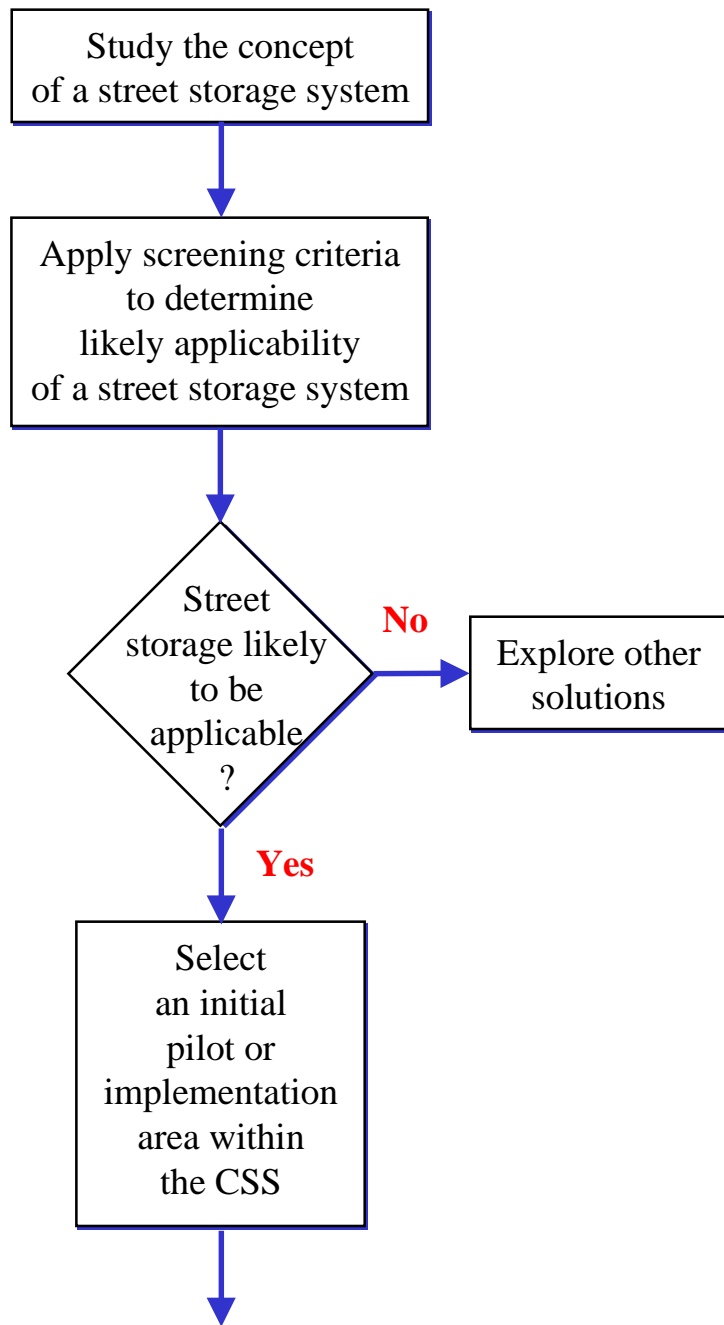 Study the concept
of a street storage system
Apply screening criteria
to determine
likely applicability
of a street storage system
Street
storage likely
to be
applicable
?
No
Explore other
solutions
Yes
Select
an initial
pilot or
implementation
area within
the CSS